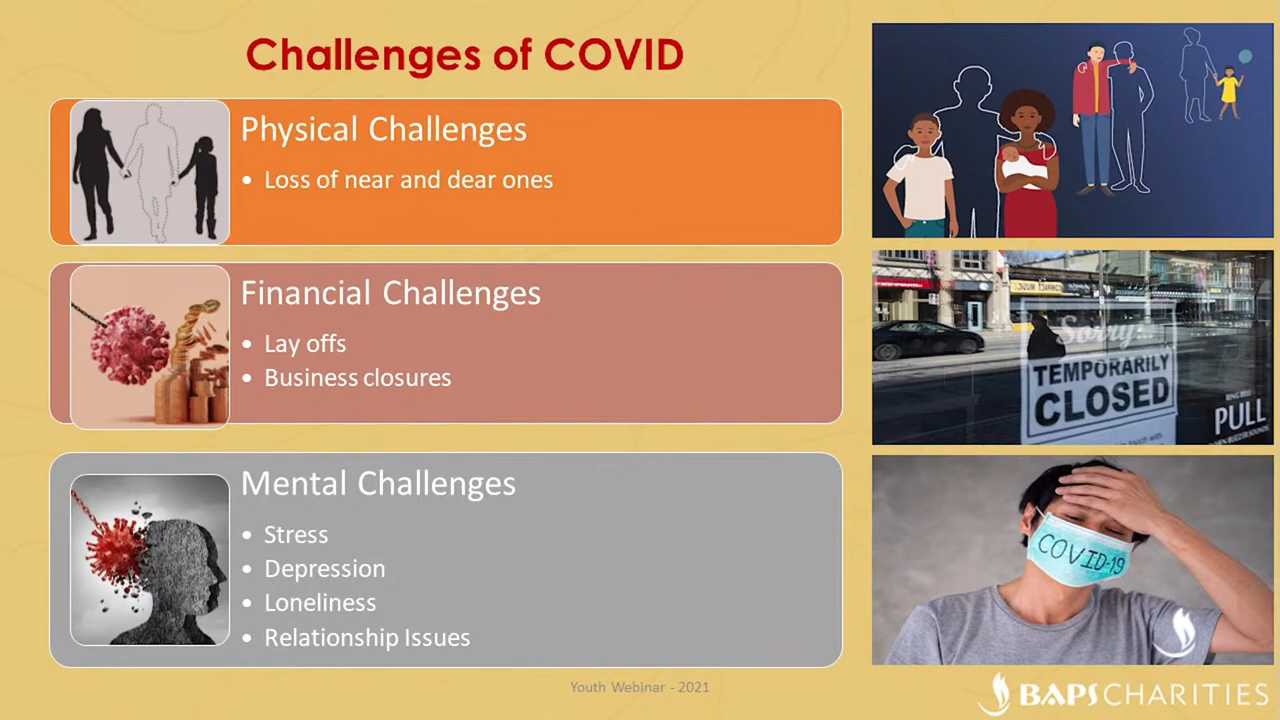 Challenges of COVID
Physical Challenges
• Loss of near and dear ones
Financial Challenges
• Lay offs
• Business closures
Mental Challenges
• Stress
• Depression
• Loneliness
• Relationship Issues
Sorry...
TEMPORARILY
CLOSED
PULL
COVID-19
Youth Webinar - 2021
BAPS CHARITIES